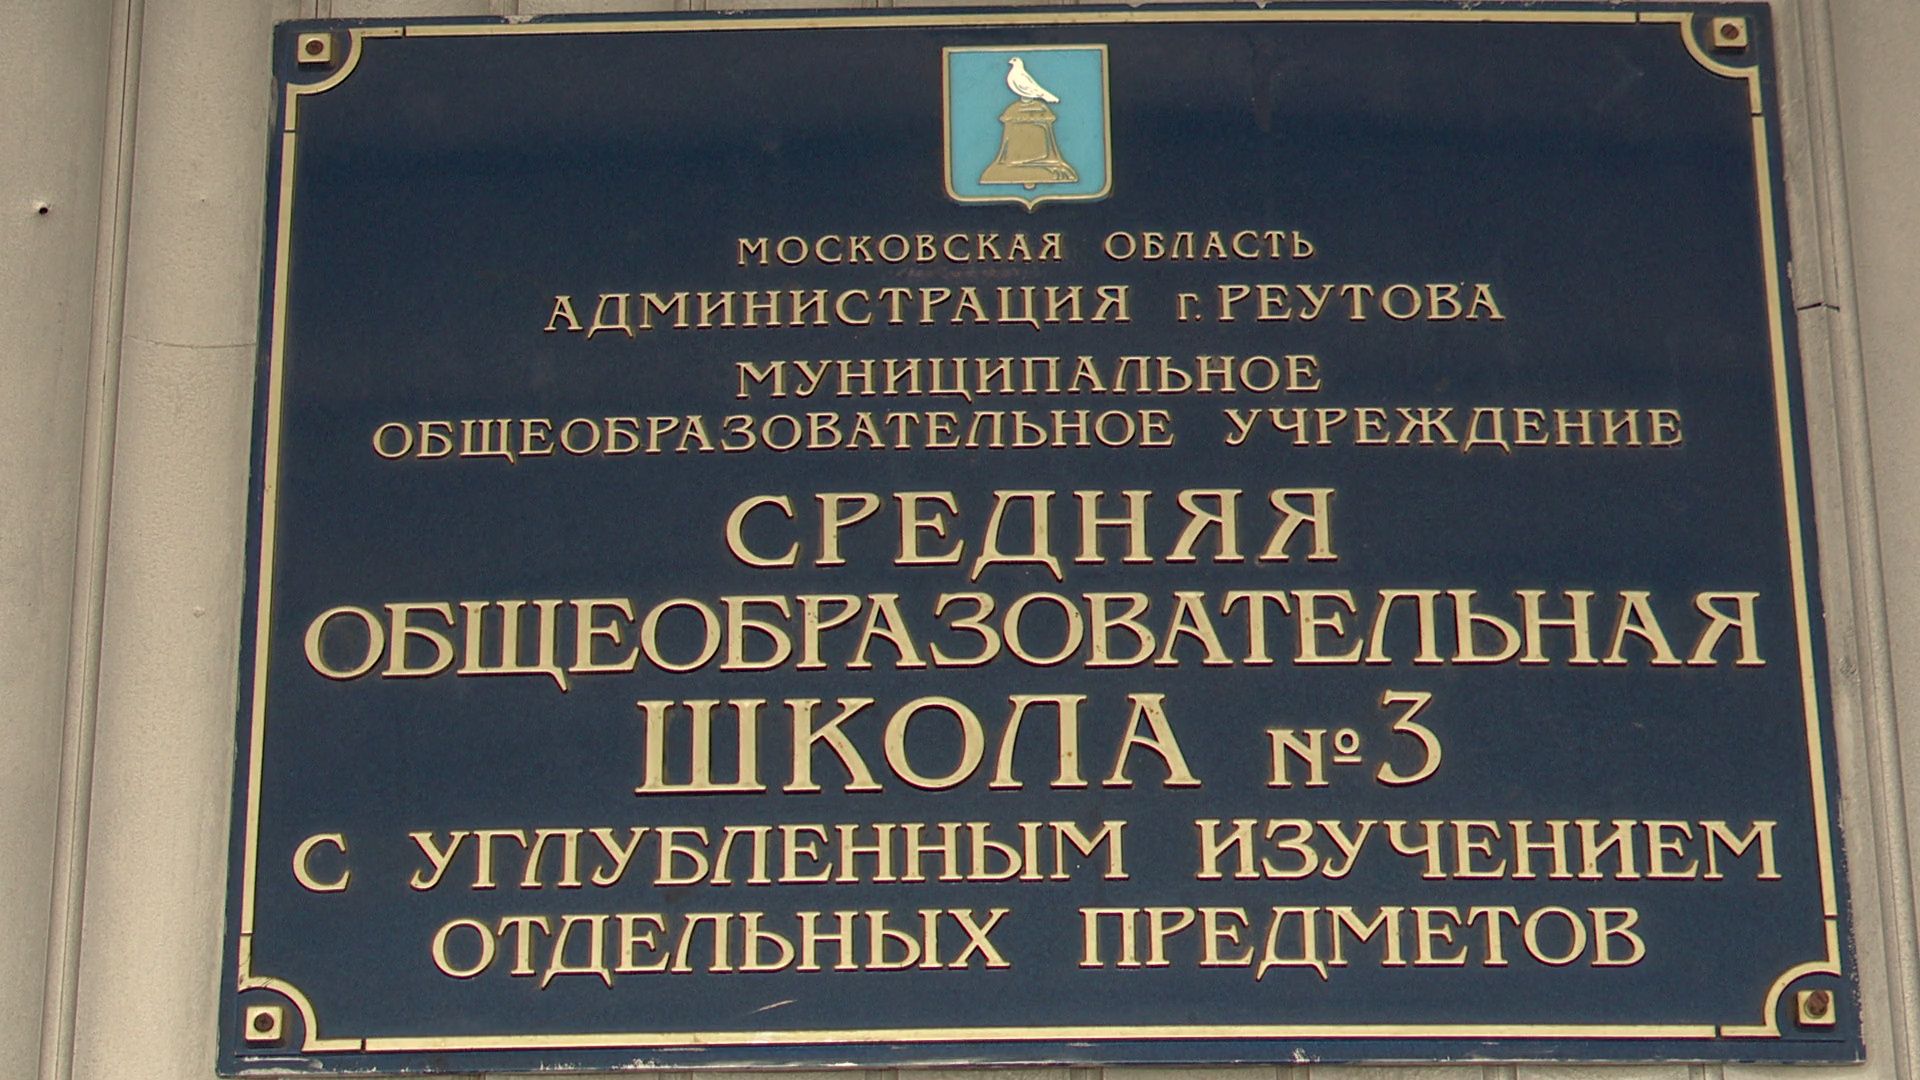 МОСКОВСКАЯ ОБЛАСТЬ
АДМИНИСТРАЦИЯ г. РЕУТОВА
МУНИЦИПАЛЬНОЕ
ОБЩЕОБРАЗОВАТЕЛЬНОЕ УЧРЕЖДЕНИЕ
СРЕДНЯЯ
ОБЩЕОБРАЗОВАТЕЛЬНАЯ
ШКОЛА №3
С УГЛУБЛЕННЫМ ИЗУЧЕНИЕМ
ОТДЕЛЬНЫХ ПРЕДМЕТОВ